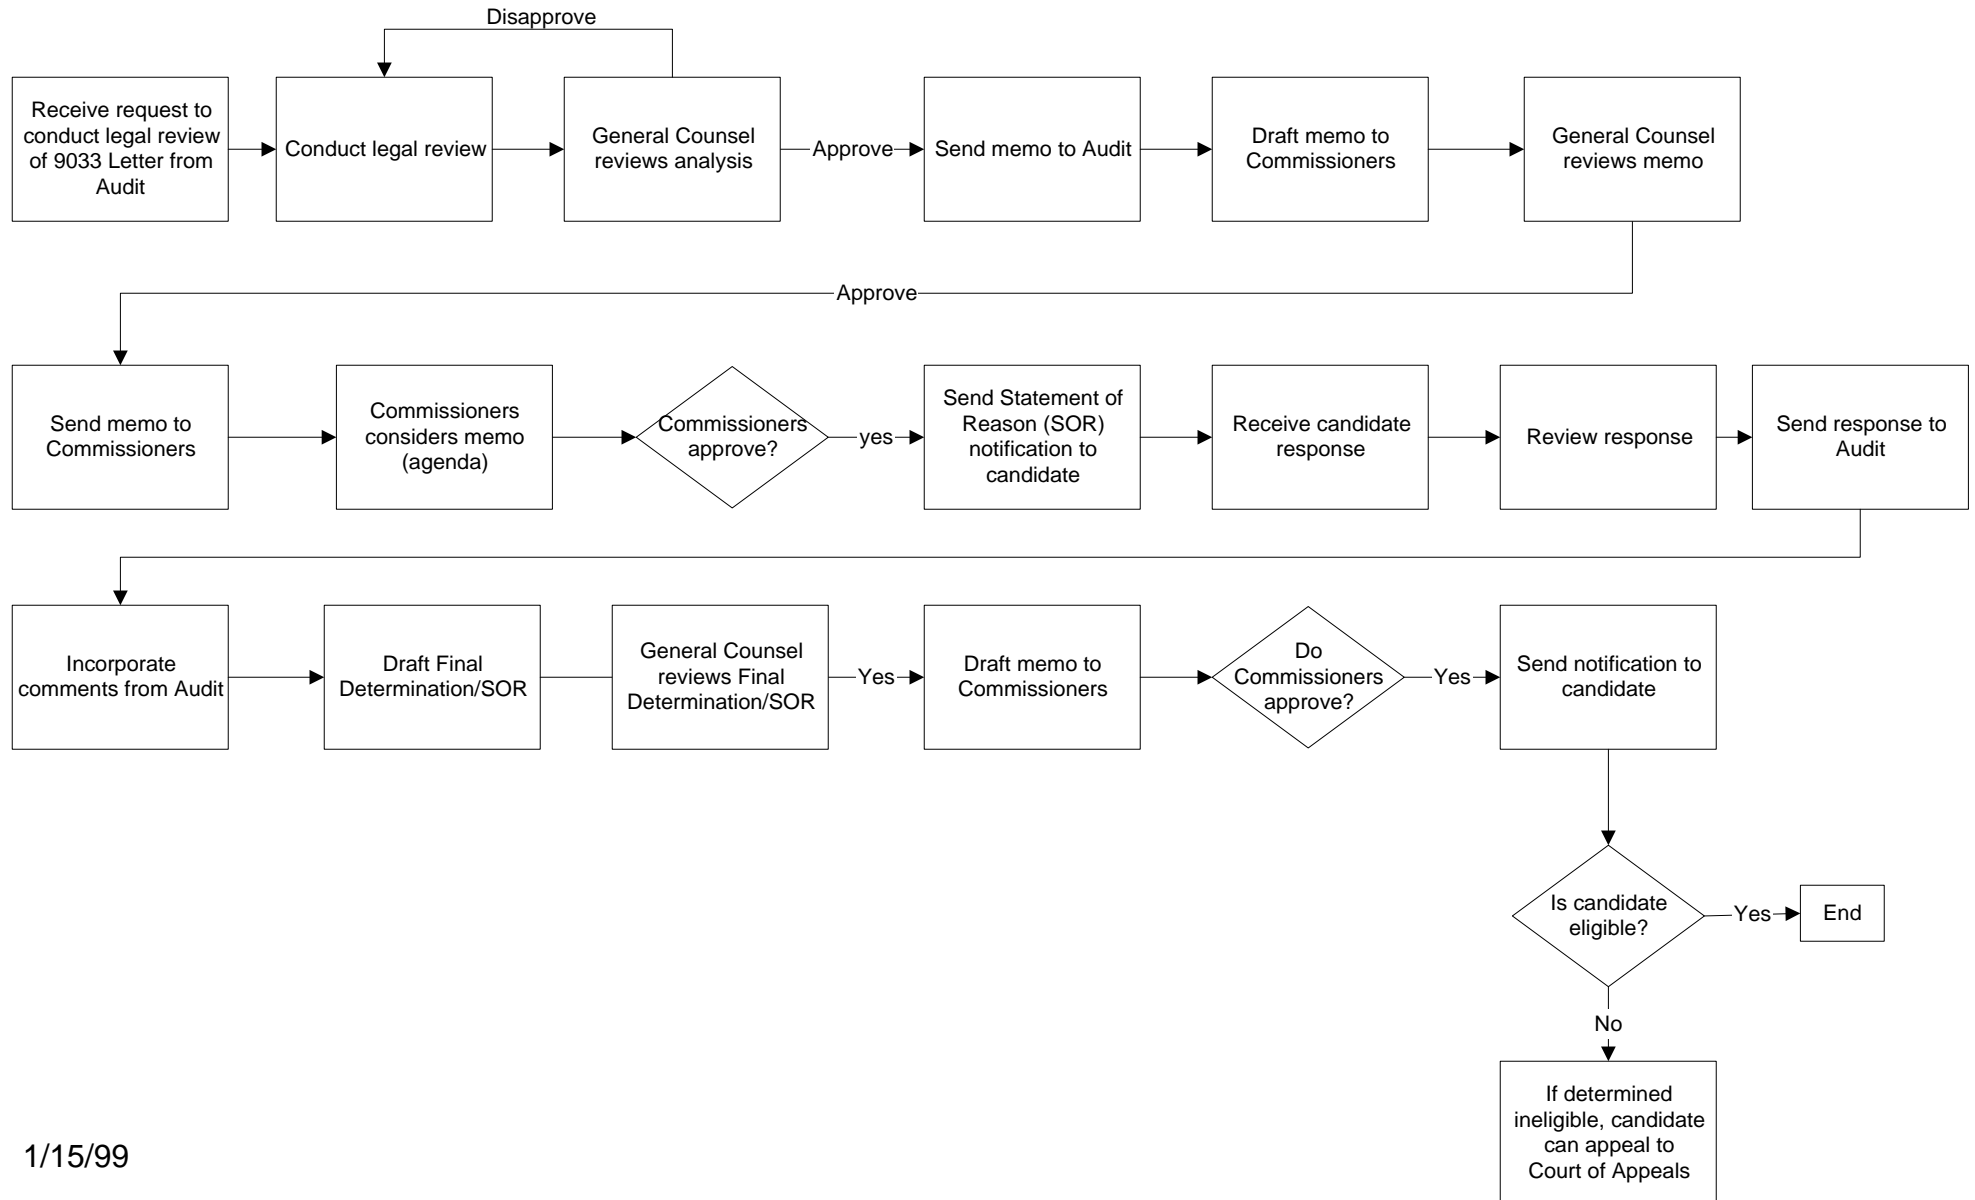 Disapprove
Receive request to
conduct legal review
of 9033 Letter from
Audit
Conduct legal review
General Counsel
reviews analysis
Approve
Send memo to Audit
Draft memo to
Commissioners
General Counsel
reviews memo
Approve
Send memo to
Commissioners
Commissioners
considers memo
(agenda)
Commissioners
approve?
yes
Send Statement of
Reason (SOR)
notification to
candidate
Receive candidate
response
Review response
Send response to
Audit
Incorporate
comments from Audit
Draft Final
Determination/SOR
General Counsel
reviews Final
Determination/SOR
Yes
Draft memo to
Commissioners
Do
Commissioners
approve?
Yes
Send notification to
candidate
Is candidate
eligible?
Yes
End
No
If determined
ineligible, candidate
can appeal to
Court of Appeals
1/15/99